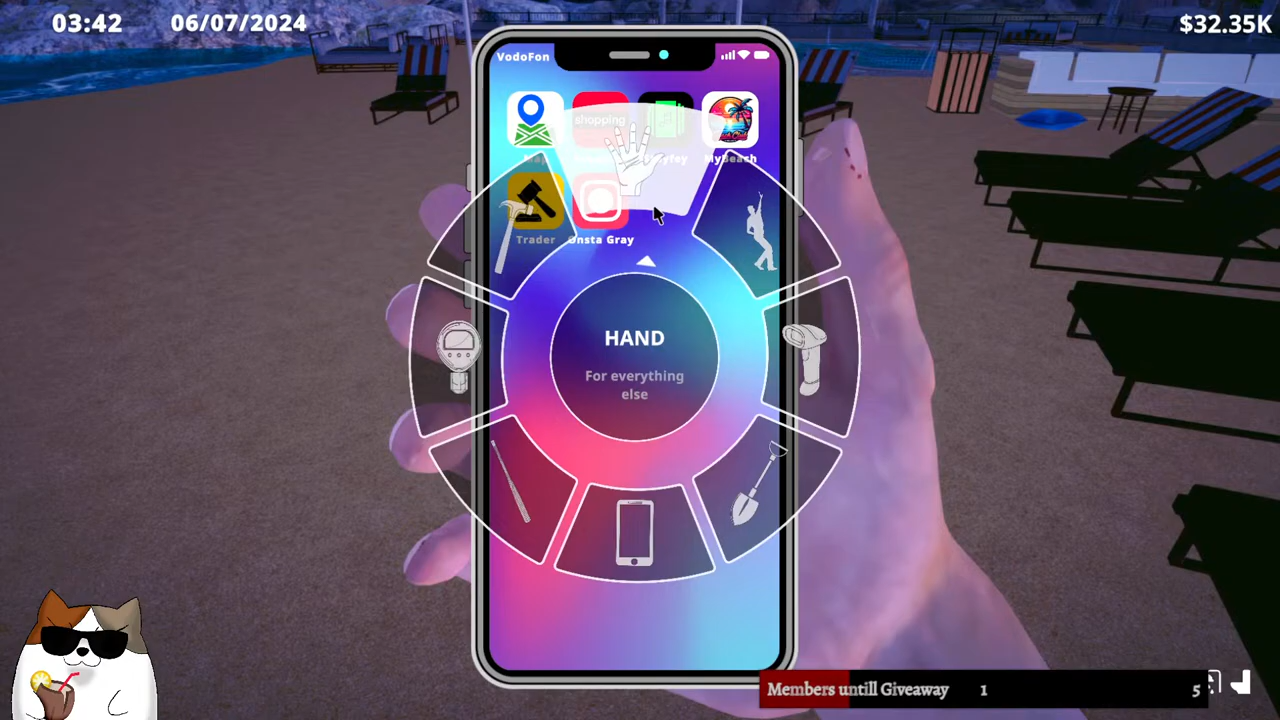 03:42 06/07/2024 $32.35K
VodoFon
shopping
MyBeach
Trader Onsta Gray
HAND
For everything
else
Members untill Giveaway 1 5